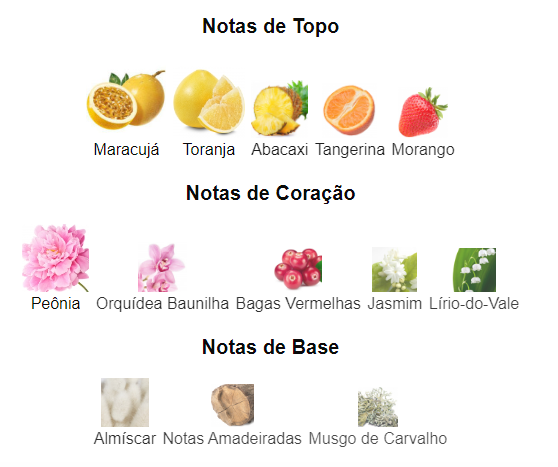 Notas de Topo
Maracujá Toranja Abacaxi Tangerina Morango
Notas de Coração
Peônia Orquídea Baunilha Bagas Vermelhas Jasmim Lírio-do-Vale
Notas de Base
Almíscar Notas Amadeiradas Musgo de Carvalho